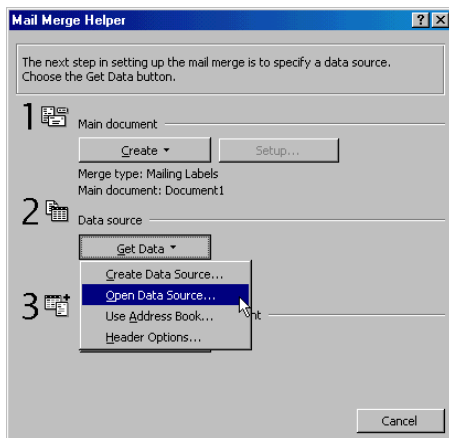 Mail Merge Helper
The next step in setting up the mail merge is to specify a data source.
Choose the Get Data button.
1
Main document
Create
Setup...
Merge type: Mailing Labels
Main document: Document1
2
Data source
Get Data
Create Data Source...
Open Data Source...
3
Use Address Book...
Header Options...
Cancel